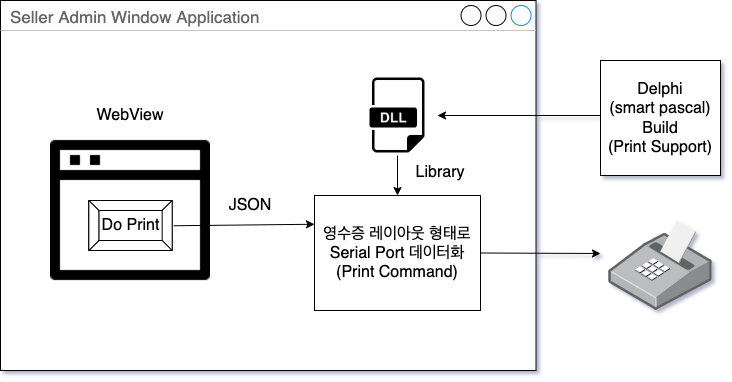 Seller Admin Window Application
WebView
Do Print
JSON
DLL
Library
영수증 레이아웃 형태로
Serial Port 데이터화
(Print Command)
Delphi
(smart pascal)
Build
(Print Support)